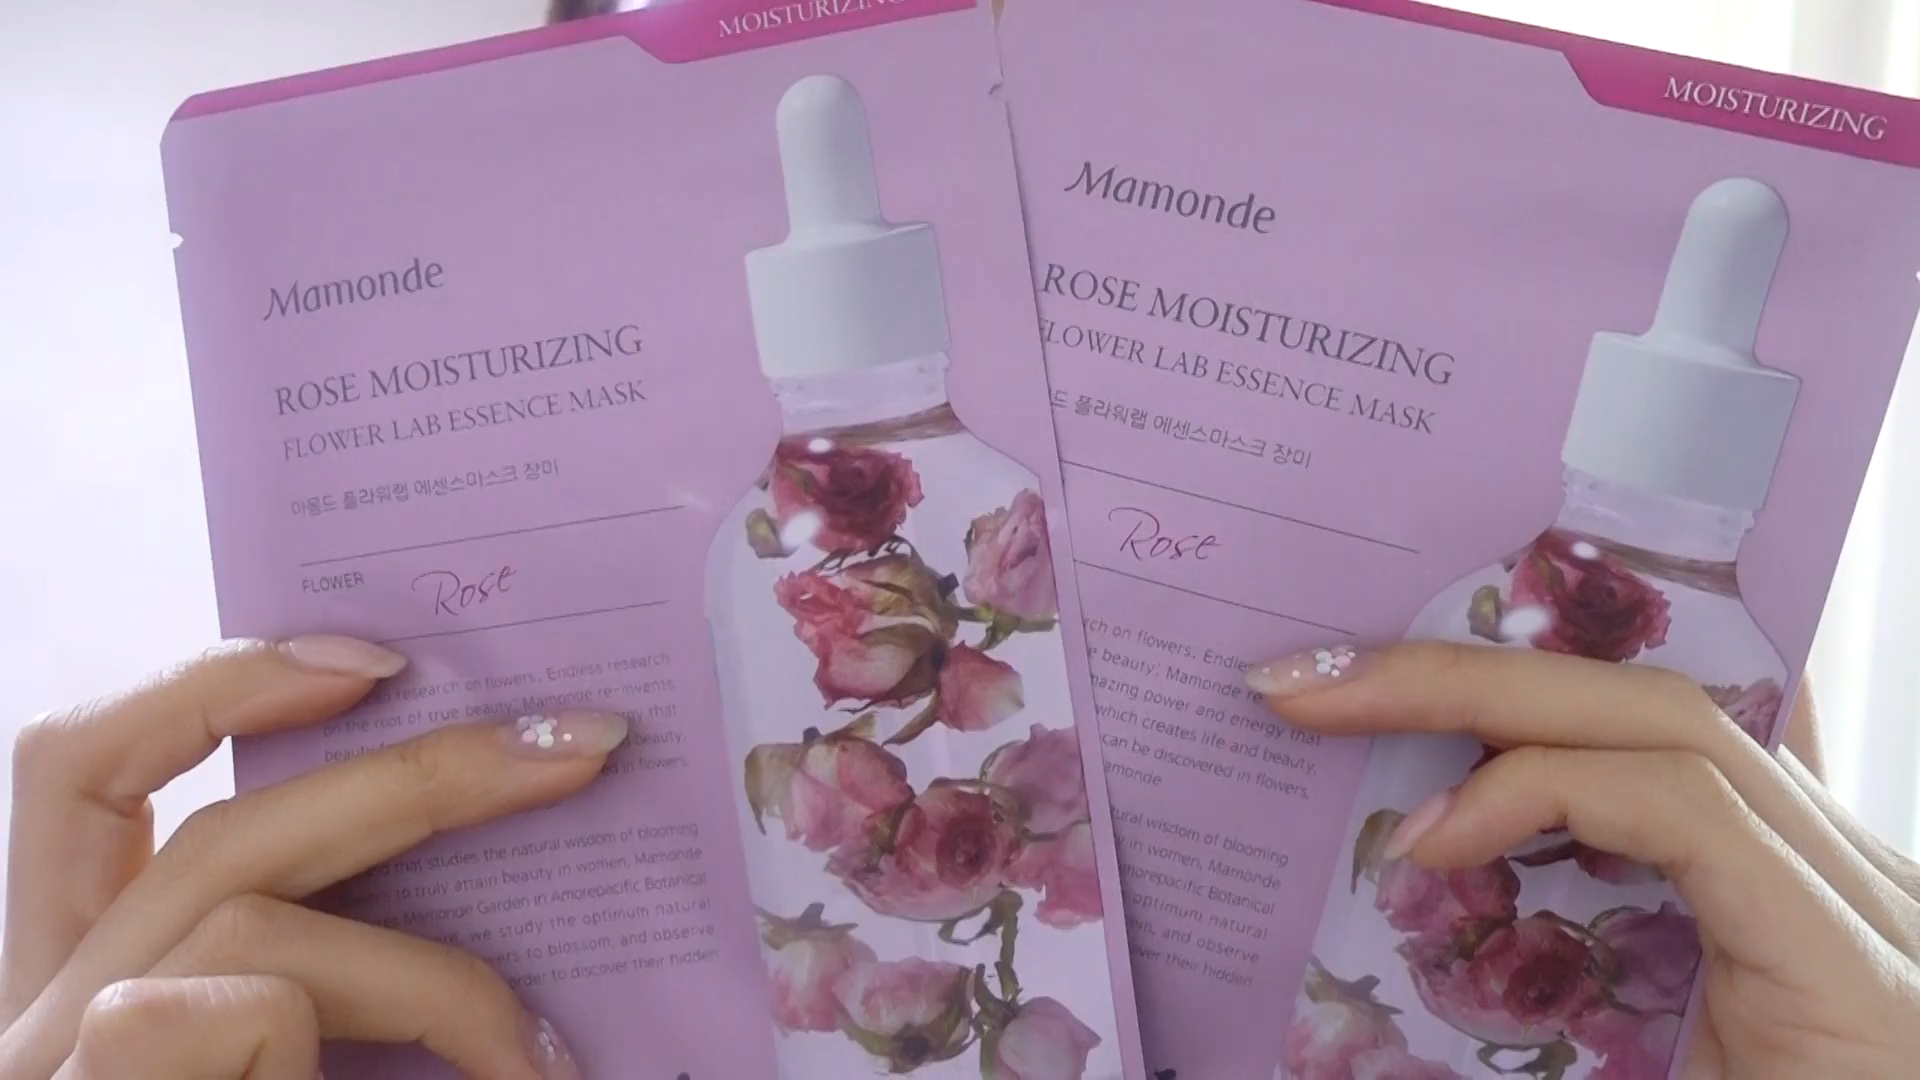 MOISTURIZING
Mamonde
ROSE MOISTURIZING
FLOWER LAB ESSENCE MASK
마몽드 플라워랩 에센스마스크 장미
FLOWER Rose
research on flowers, Endless research
on the root of true beauty; Mamonde re-invents
that
beauty.
in flowers.
that studies the natural wisdom of blooming
to truly attain beauty in women, Mamonde
Mamonde Garden in Amorepacific Botanical
we study the optimum natural
to blossom, and observe
order to discover their hidden
MOISTURIZING
Mamonde
ROSE MOISTURIZING
FLOWER LAB ESSENCE MASK
드 플라워랩 에센스마스크 장미
Rose
on flowers, Endless
beauty; Mamonde re
power and energy that
which creates life and beauty,
can be discovered in flowers.
amonde
wisdom of blooming
in women, Mamonde
morepacific Botanical
optimum natural
and observe
their hidden